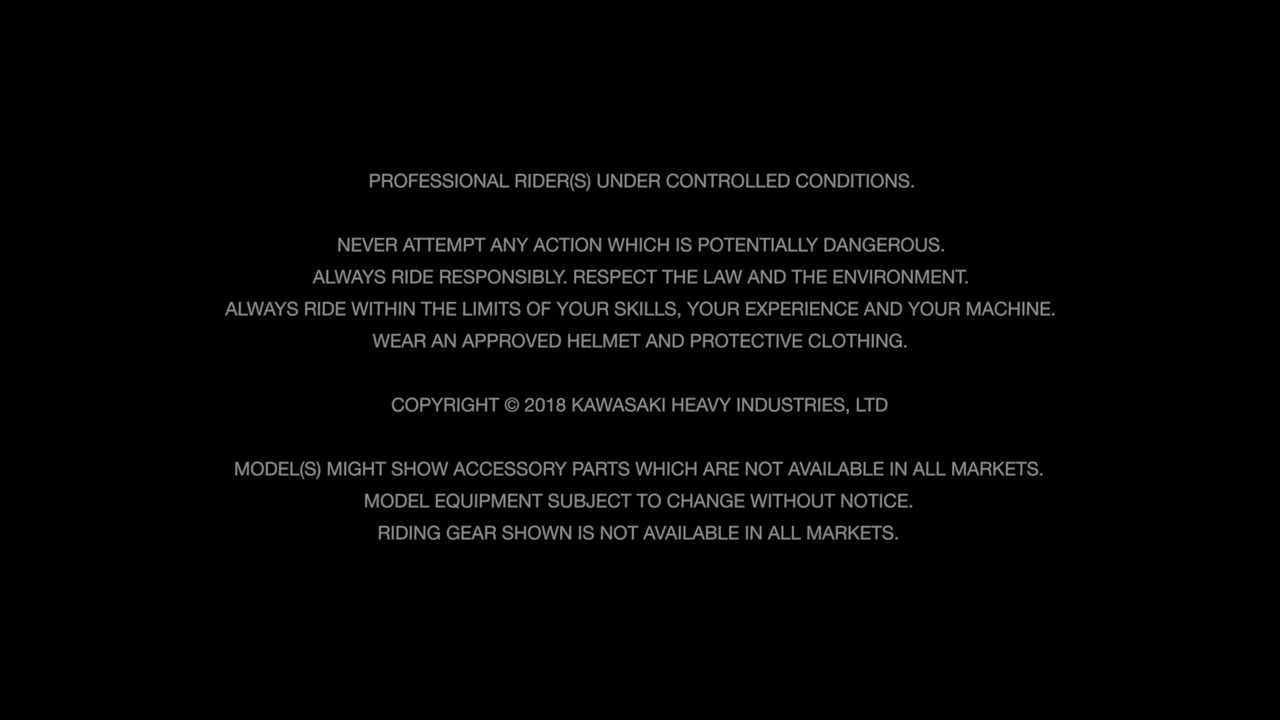 PROFESSIONAL RIDER(S) UNDER CONTROLLED CONDITIONS.
NEVER ATTEMPT ANY ACTION WHICH IS POTENTIALLY DANGEROUS.
ALWAYS RIDE RESPONSIBLY. RESPECT THE LAW AND THE ENVIRONMENT.
ALWAYS RIDE WITHIN THE LIMITS OF YOUR SKILLS, YOUR EXPERIENCE AND YOUR MACHINE.
WEAR AN APPROVED HELMET AND PROTECTIVE CLOTHING.
COPYRIGHT © 2018 KAWASAKI HEAVY INDUSTRIES, LTD
MODEL(S) MIGHT SHOW ACCESSORY PARTS WHICH ARE NOT AVAILABLE IN ALL MARKETS.
MODEL EQUIPMENT SUBJECT TO CHANGE WITHOUT NOTICE.
RIDING GEAR SHOWN IS NOT AVAILABLE IN ALL MARKETS.